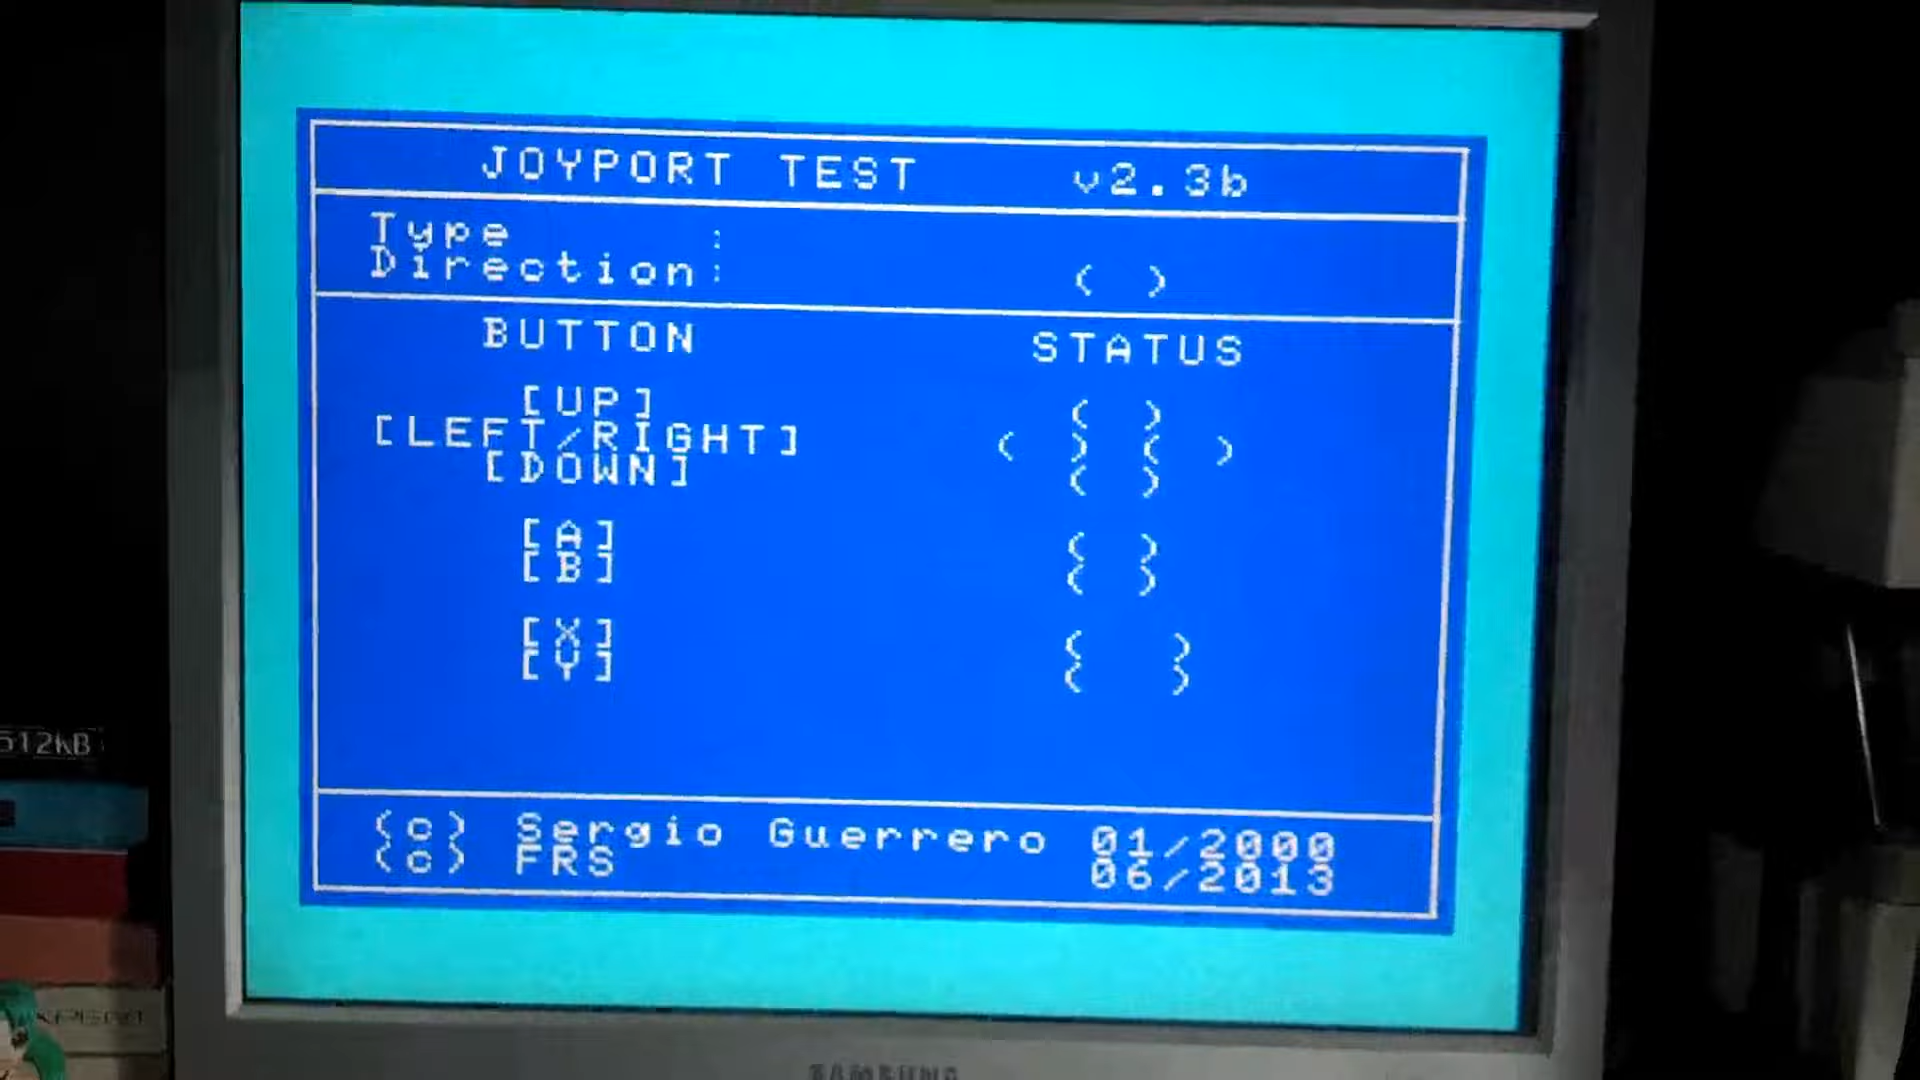 JOYPORT TEST v2.3b
Type :
Direction: ( )
BUTTON STATUS
[UP] ( )
[LEFT/RIGHT] ( ) ( )
[DOWN] ( )
[A] ( )
[B] ( )
[X] ( )
[Y] ( )
(c) Sergio Guerrero 01/2000
(c) FRS 06/2013
512kB
SAMSUNG